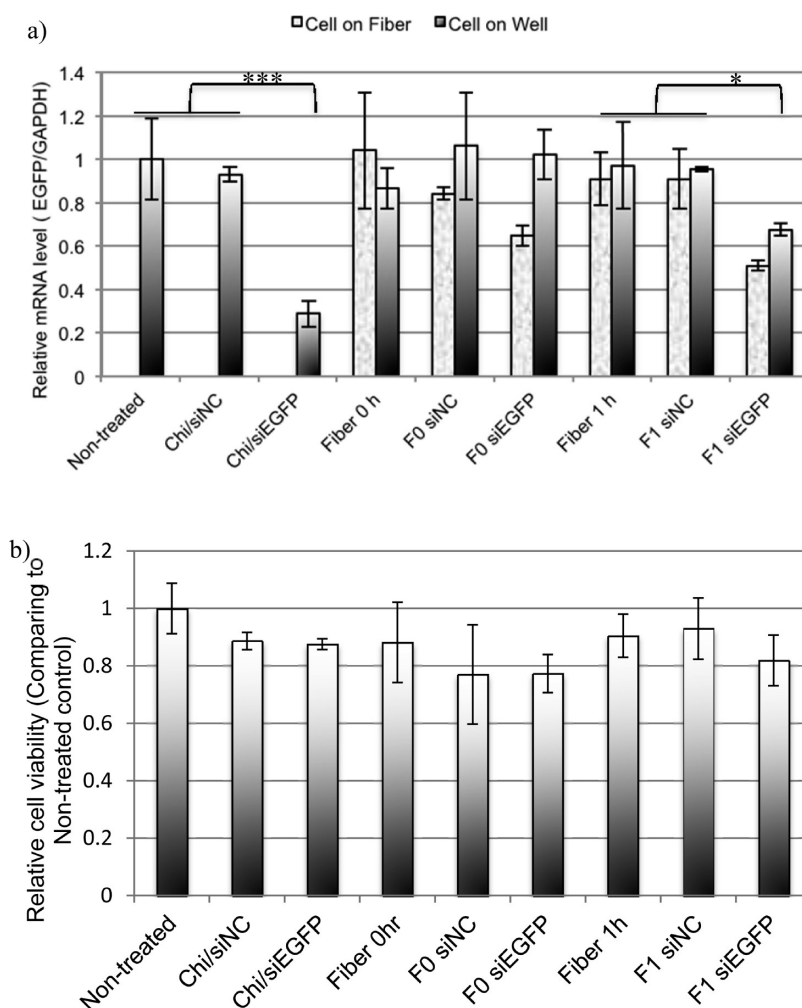 a)
Cell on Fiber Cell on Well
Relative mRNA level ( EGFP/GAPDH)
1.4
1.2
1
0.8
0.6
0.4
0.2
0
***
*
Non-treated
Chi/siNC
Chi/siEGFP
Fiber 0 h
F0 siNC
F0 siEGFP
Fiber 1 h
F1 siNC
F1 siEGFP
b)
Relative cell viability (Comparing to
Non-treated control)
1.2
1
0.8
0.6
0.4
0.2
0
Non-treated
Chi/siNC
Chi/siEGFP
Fiber 0hr
F0 siNC
F0 siEGFP
Fiber 1h
F1 siNC
F1 siEGFP